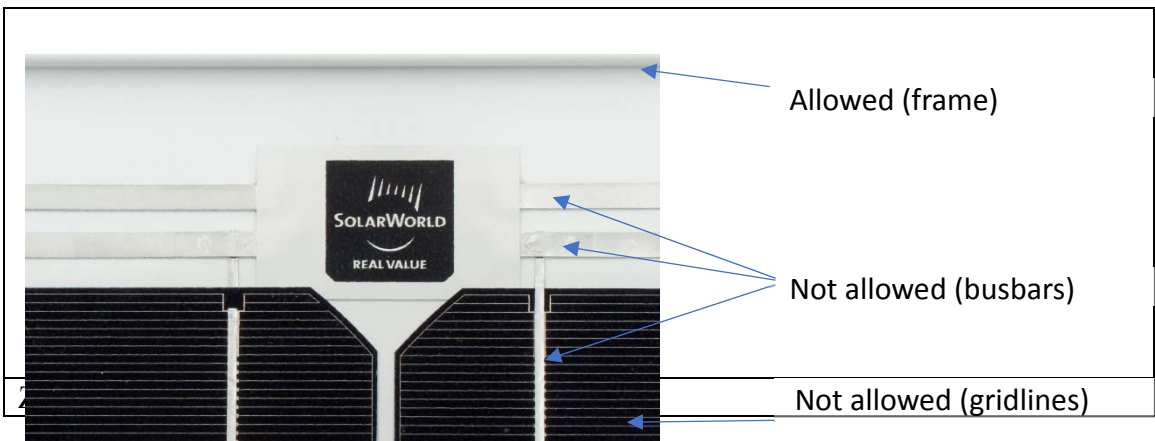 Allowed (frame)
SOLARWORLD
REAL VALUE
Not allowed (busbars)
Not allowed (gridlines)